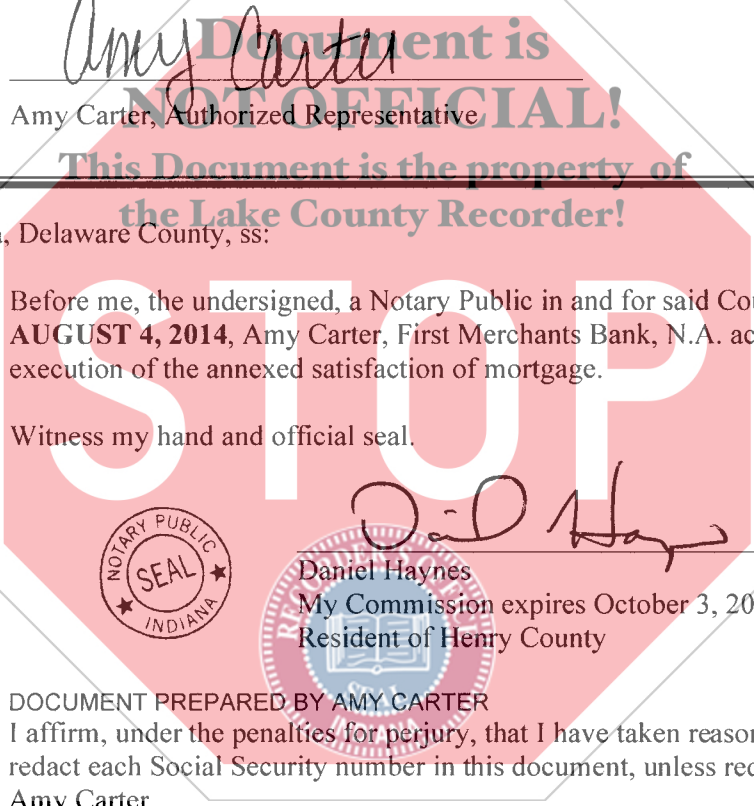 Amy Carter
Document is
Amy Carter, Authorized Representative
NOT OFFICIAL!
This Document is the property of
the Lake County Recorder!
, Delaware County, ss:
Before me, the undersigned, a Notary Public in and for said Cou
AUGUST 4, 2014, Amy Carter, First Merchants Bank, N.A. ac
execution of the annexed satisfaction of mortgage.
STOP
Witness my hand and official seal.
NOTARY PUBLIC
SEAL
INDIANA
Daniel Haynes
My Commission expires October 3, 20
Resident of Henry County
RECORDER'S OFFICE
SEAL
INDIANA
DOCUMENT PREPARED BY AMY CARTER
I affirm, under the penalties for perjury, that I have taken reason
redact each Social Security number in this document, unless req
Amy Carter